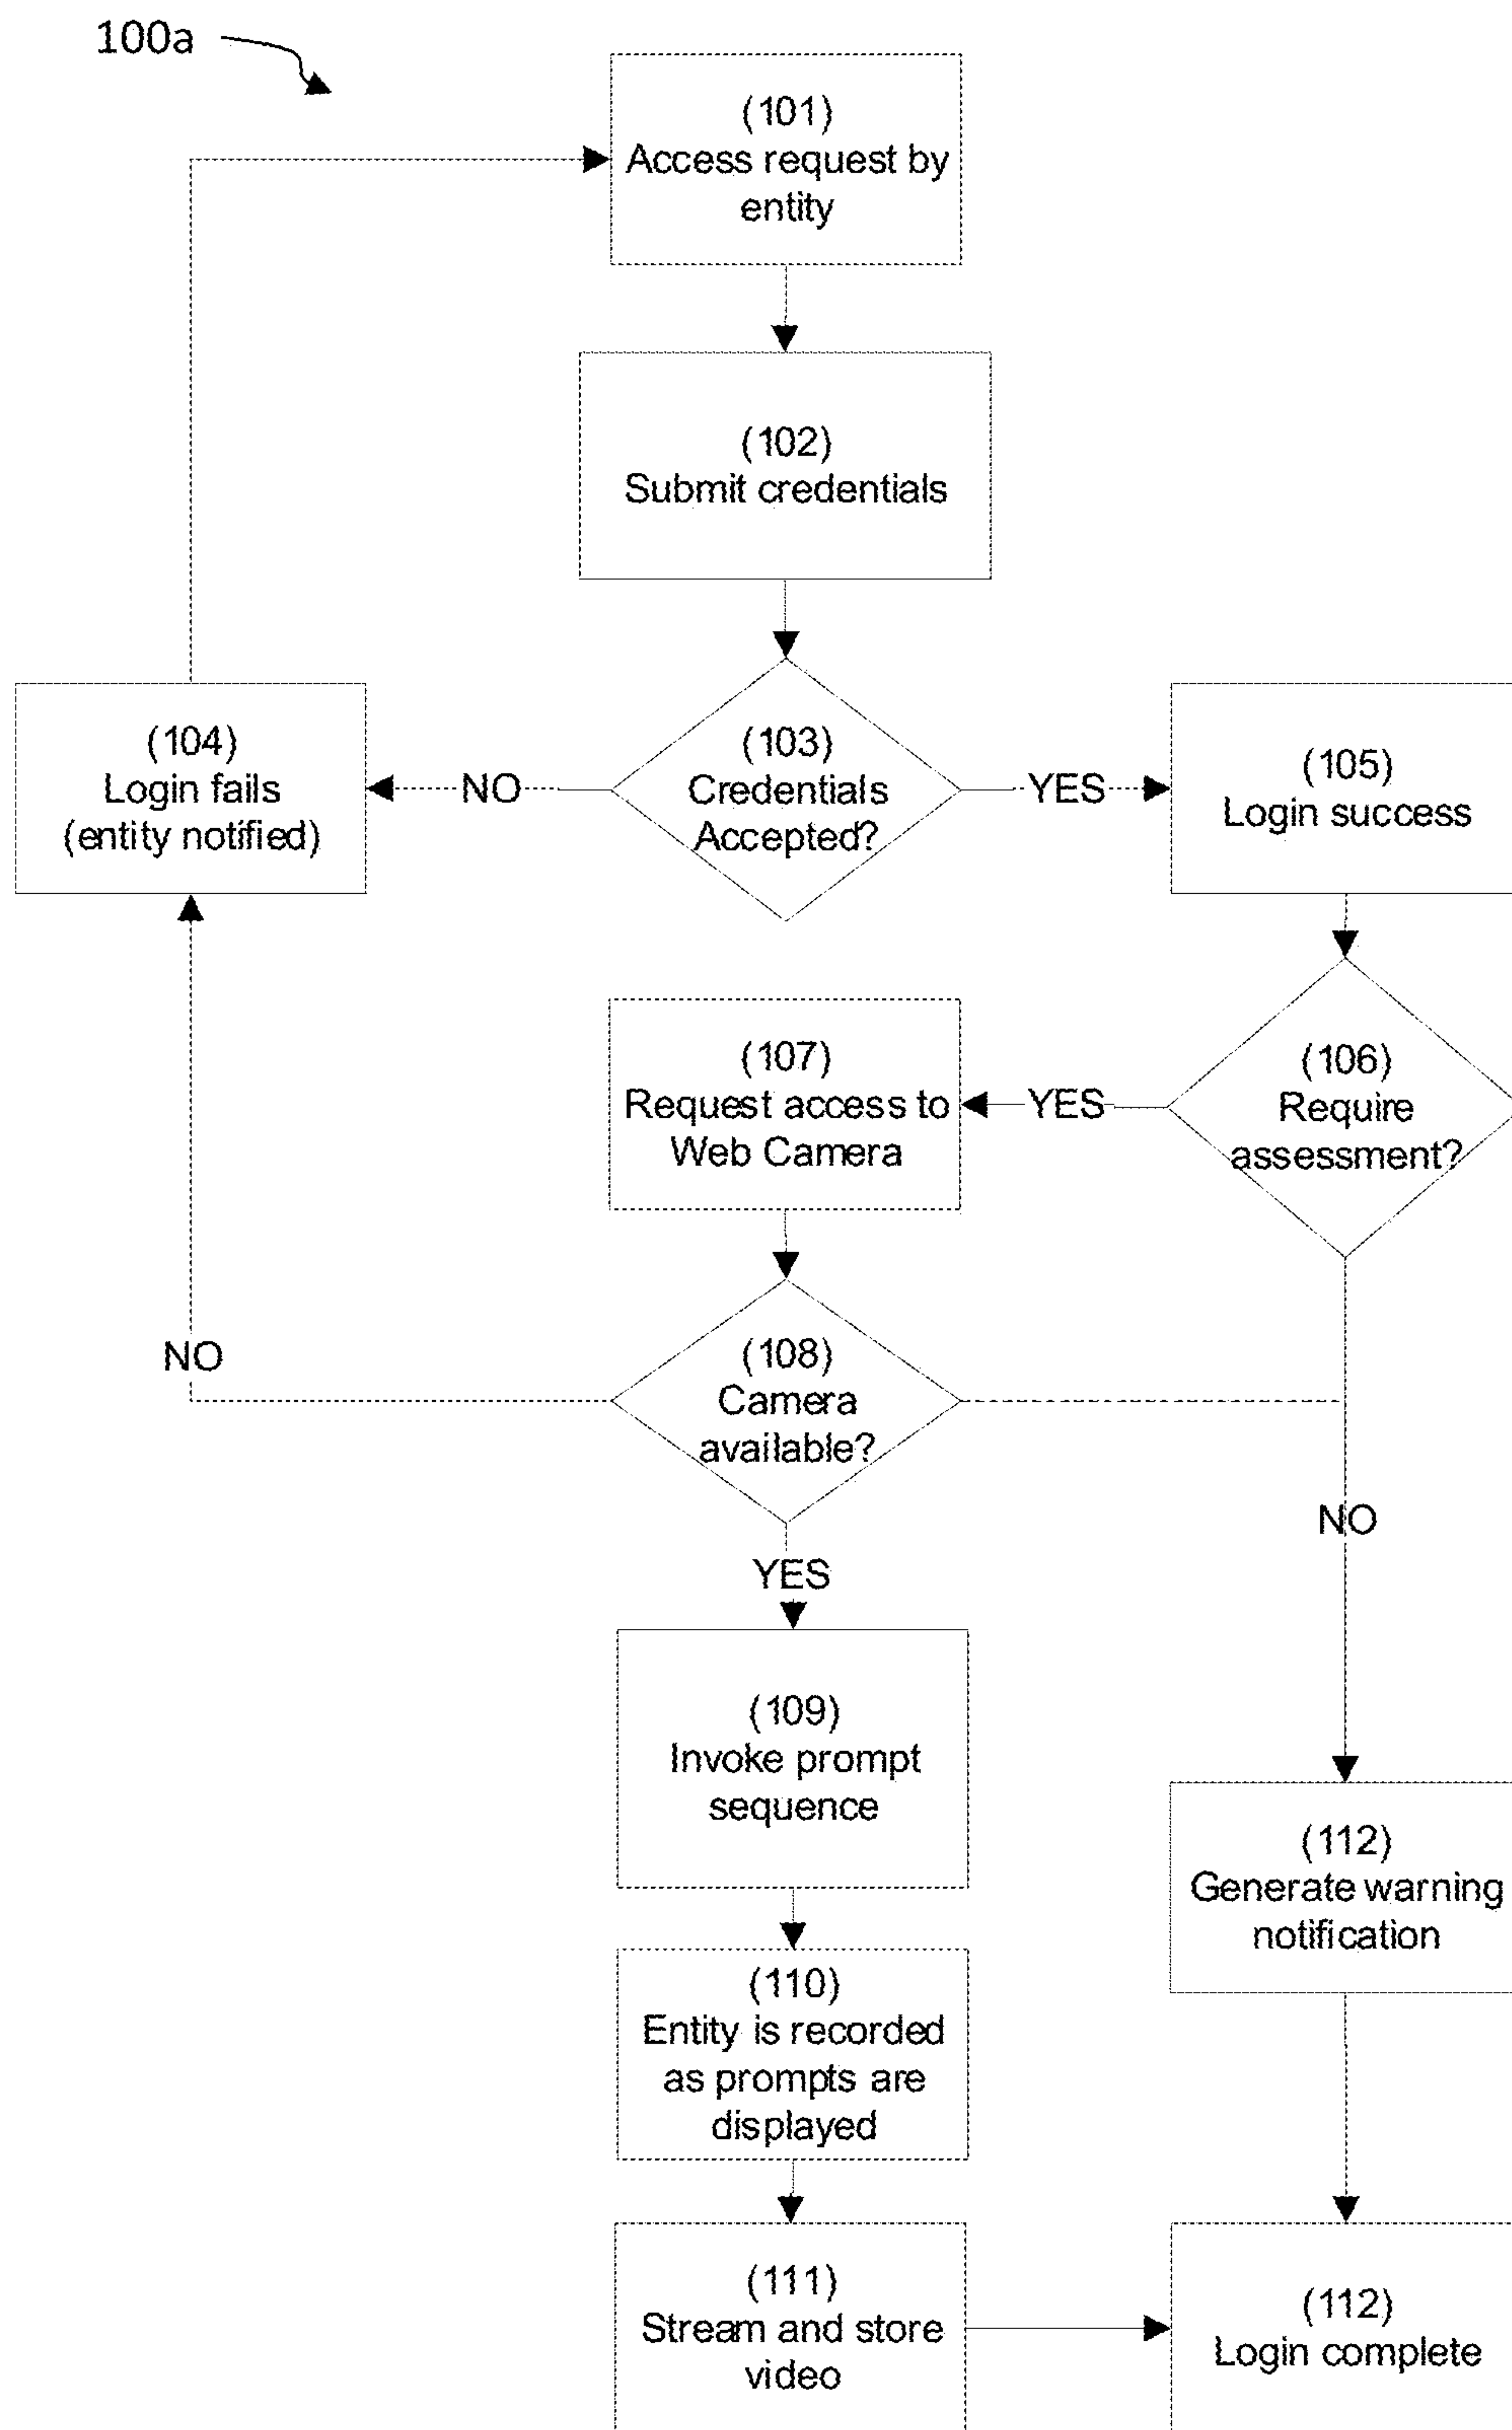 100a
(101)
Access request by
entity
(102)
Submit credentials
(103)
Credentials
Accepted?
NO
YES
(104)
Login fails
(entity notified)
(105)
Login success
(106)
Require
assessment?
YES
(107)
Request access to
Web Camera
(108)
Camera
available?
NO
NO
YES
(109)
Invoke prompt
sequence
(112)
Generate warning
notification
(110)
Entity is recorded
as prompts are
displayed
(111)
Stream and store
video
(112)
Login complete